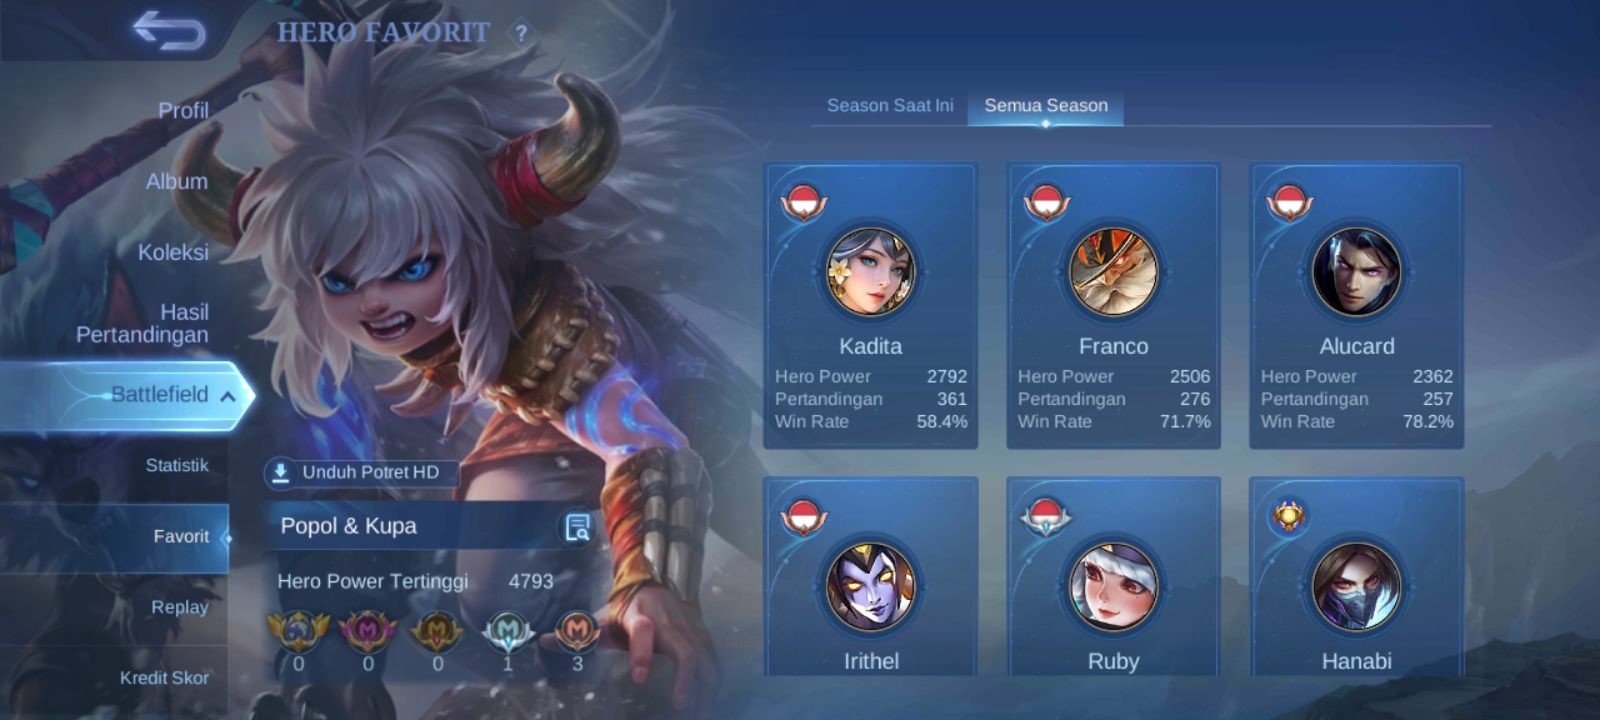 HERO FAVORIT ?
Profil
Album
Koleksi
Hasil
Pertandingan
Battlefield
Statistik
Favorit
Replay
Kredit Skor
Unduh Potret HD
Popol & Kupa
Hero Power Tertinggi 4793
M M M M
0 0 0 1 3
Season Saat Ini Semua Season
Kadita
Hero Power 2792
Pertandingan 361
Win Rate 58.4%
Franco
Hero Power 2506
Pertandingan 276
Win Rate 71.7%
Alucard
Hero Power 2362
Pertandingan 257
Win Rate 78.2%
Irithel
Ruby
Hanabi